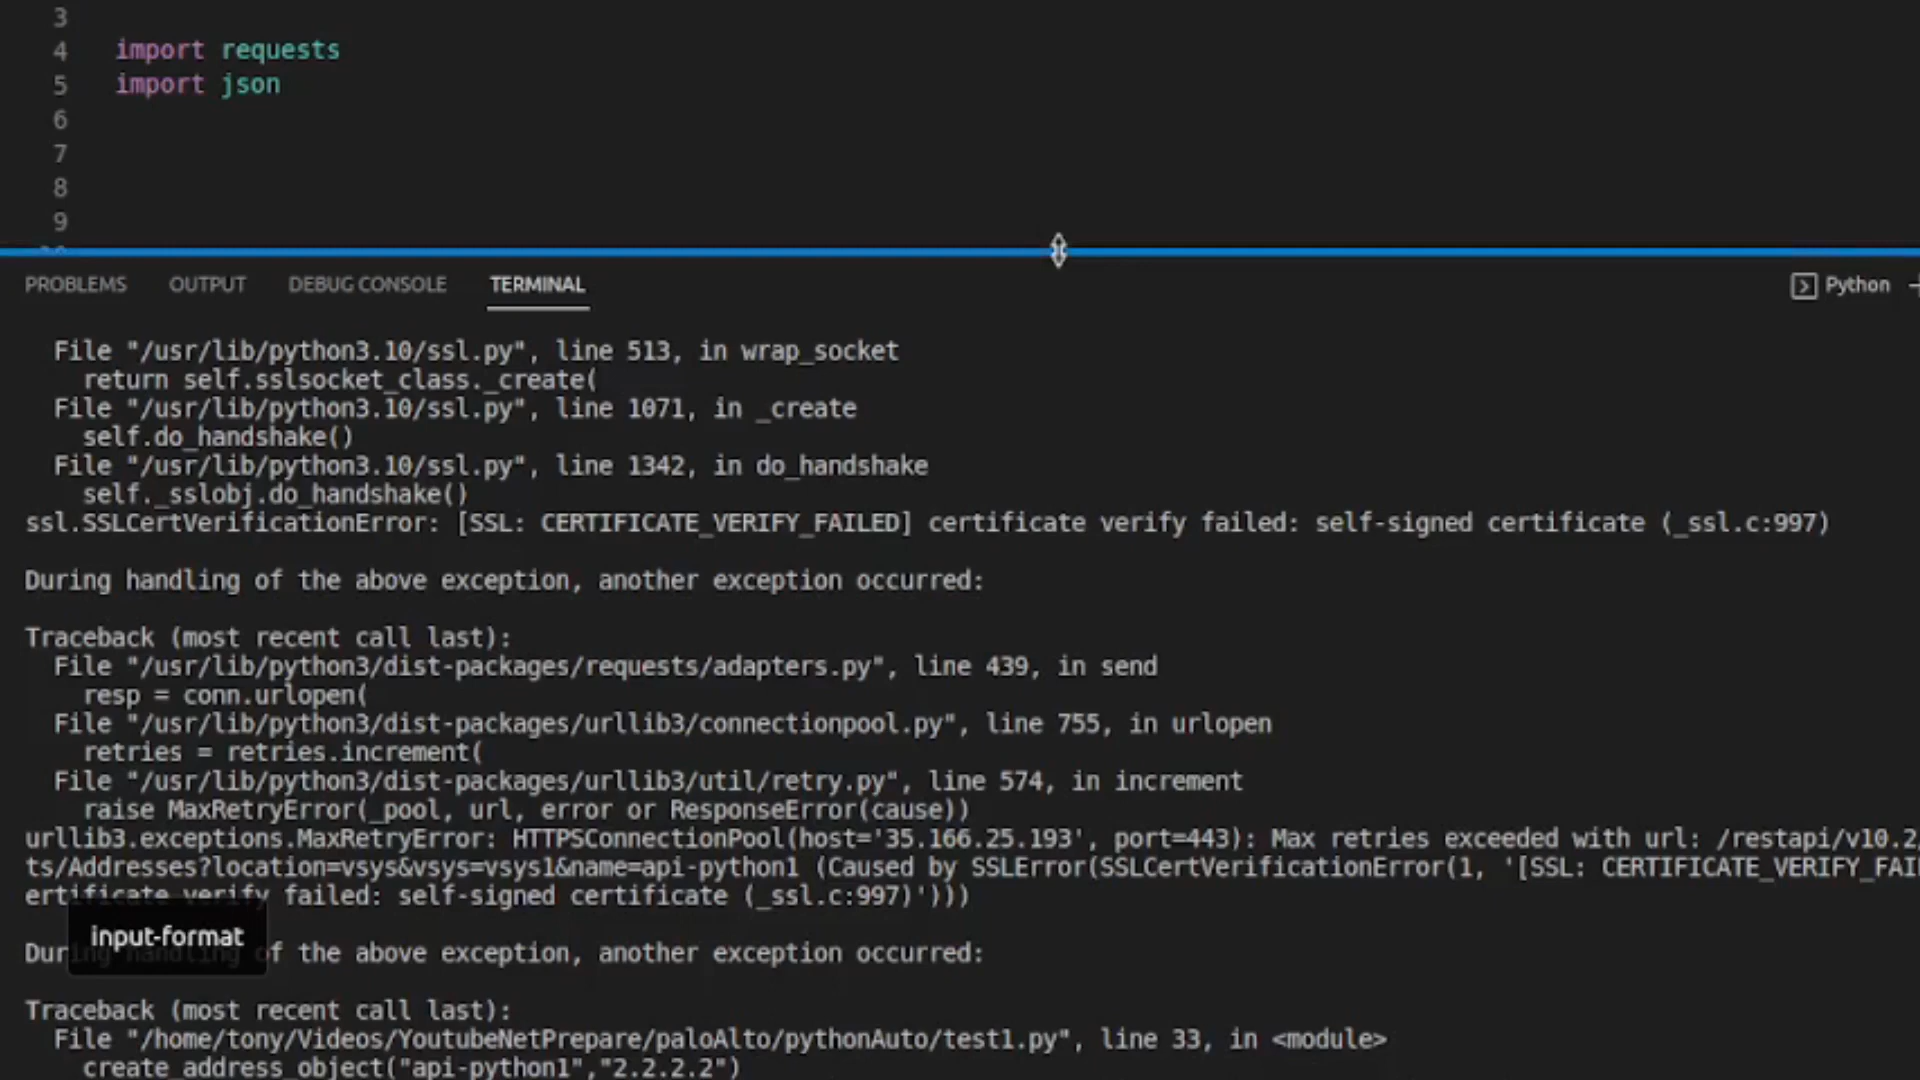 3
4 import requests
5 import json
6
7
8
9
PROBLEMS OUTPUT DEBUG CONSOLE TERMINAL Python
File "/usr/lib/python3.10/ssl.py", line 513, in wrap_socket
return self.sslsocket_class._create(
File "/usr/lib/python3.10/ssl.py", line 1071, in _create
self.do_handshake()
File "/usr/lib/python3.10/ssl.py", line 1342, in do_handshake
self._sslobj.do_handshake()
ssl.SSLCertVerificationError: [SSL: CERTIFICATE_VERIFY_FAILED] certificate verify failed: self-signed certificate (_ssl.c:997)
During handling of the above exception, another exception occurred:
Traceback (most recent call last):
File "/usr/lib/python3/dist-packages/requests/adapters.py", line 439, in send
resp = conn.urlopen(
File "/usr/lib/python3/dist-packages/urllib3/connectionpool.py", line 755, in urlopen
retries = retries.increment(
File "/usr/lib/python3/dist-packages/urllib3/util/retry.py", line 574, in increment
raise MaxRetryError(_pool, url, error or ResponseError(cause))
urllib3.exceptions.MaxRetryError: HTTPSConnectionPool(host='35.166.25.193', port=443): Max retries exceeded with url: /restapi/v10.2
ts/Addresses?location=vsys&vsys=vsys1&name=api-python1 (Caused by SSLError(SSLCertVerificationError(1, '[SSL: CERTIFICATE_VERIFY_FAI
ertificate verify failed: self-signed certificate (_ssl.c:997)')))
input-format
During handling of the above exception, another exception occurred:
Traceback (most recent call last):
File "/home/tony/Videos/YoutubeNetPrepare/paloAlto/pythonAuto/test1.py", line 33, in <module>
create_address_object("api-python1","2.2.2.2")